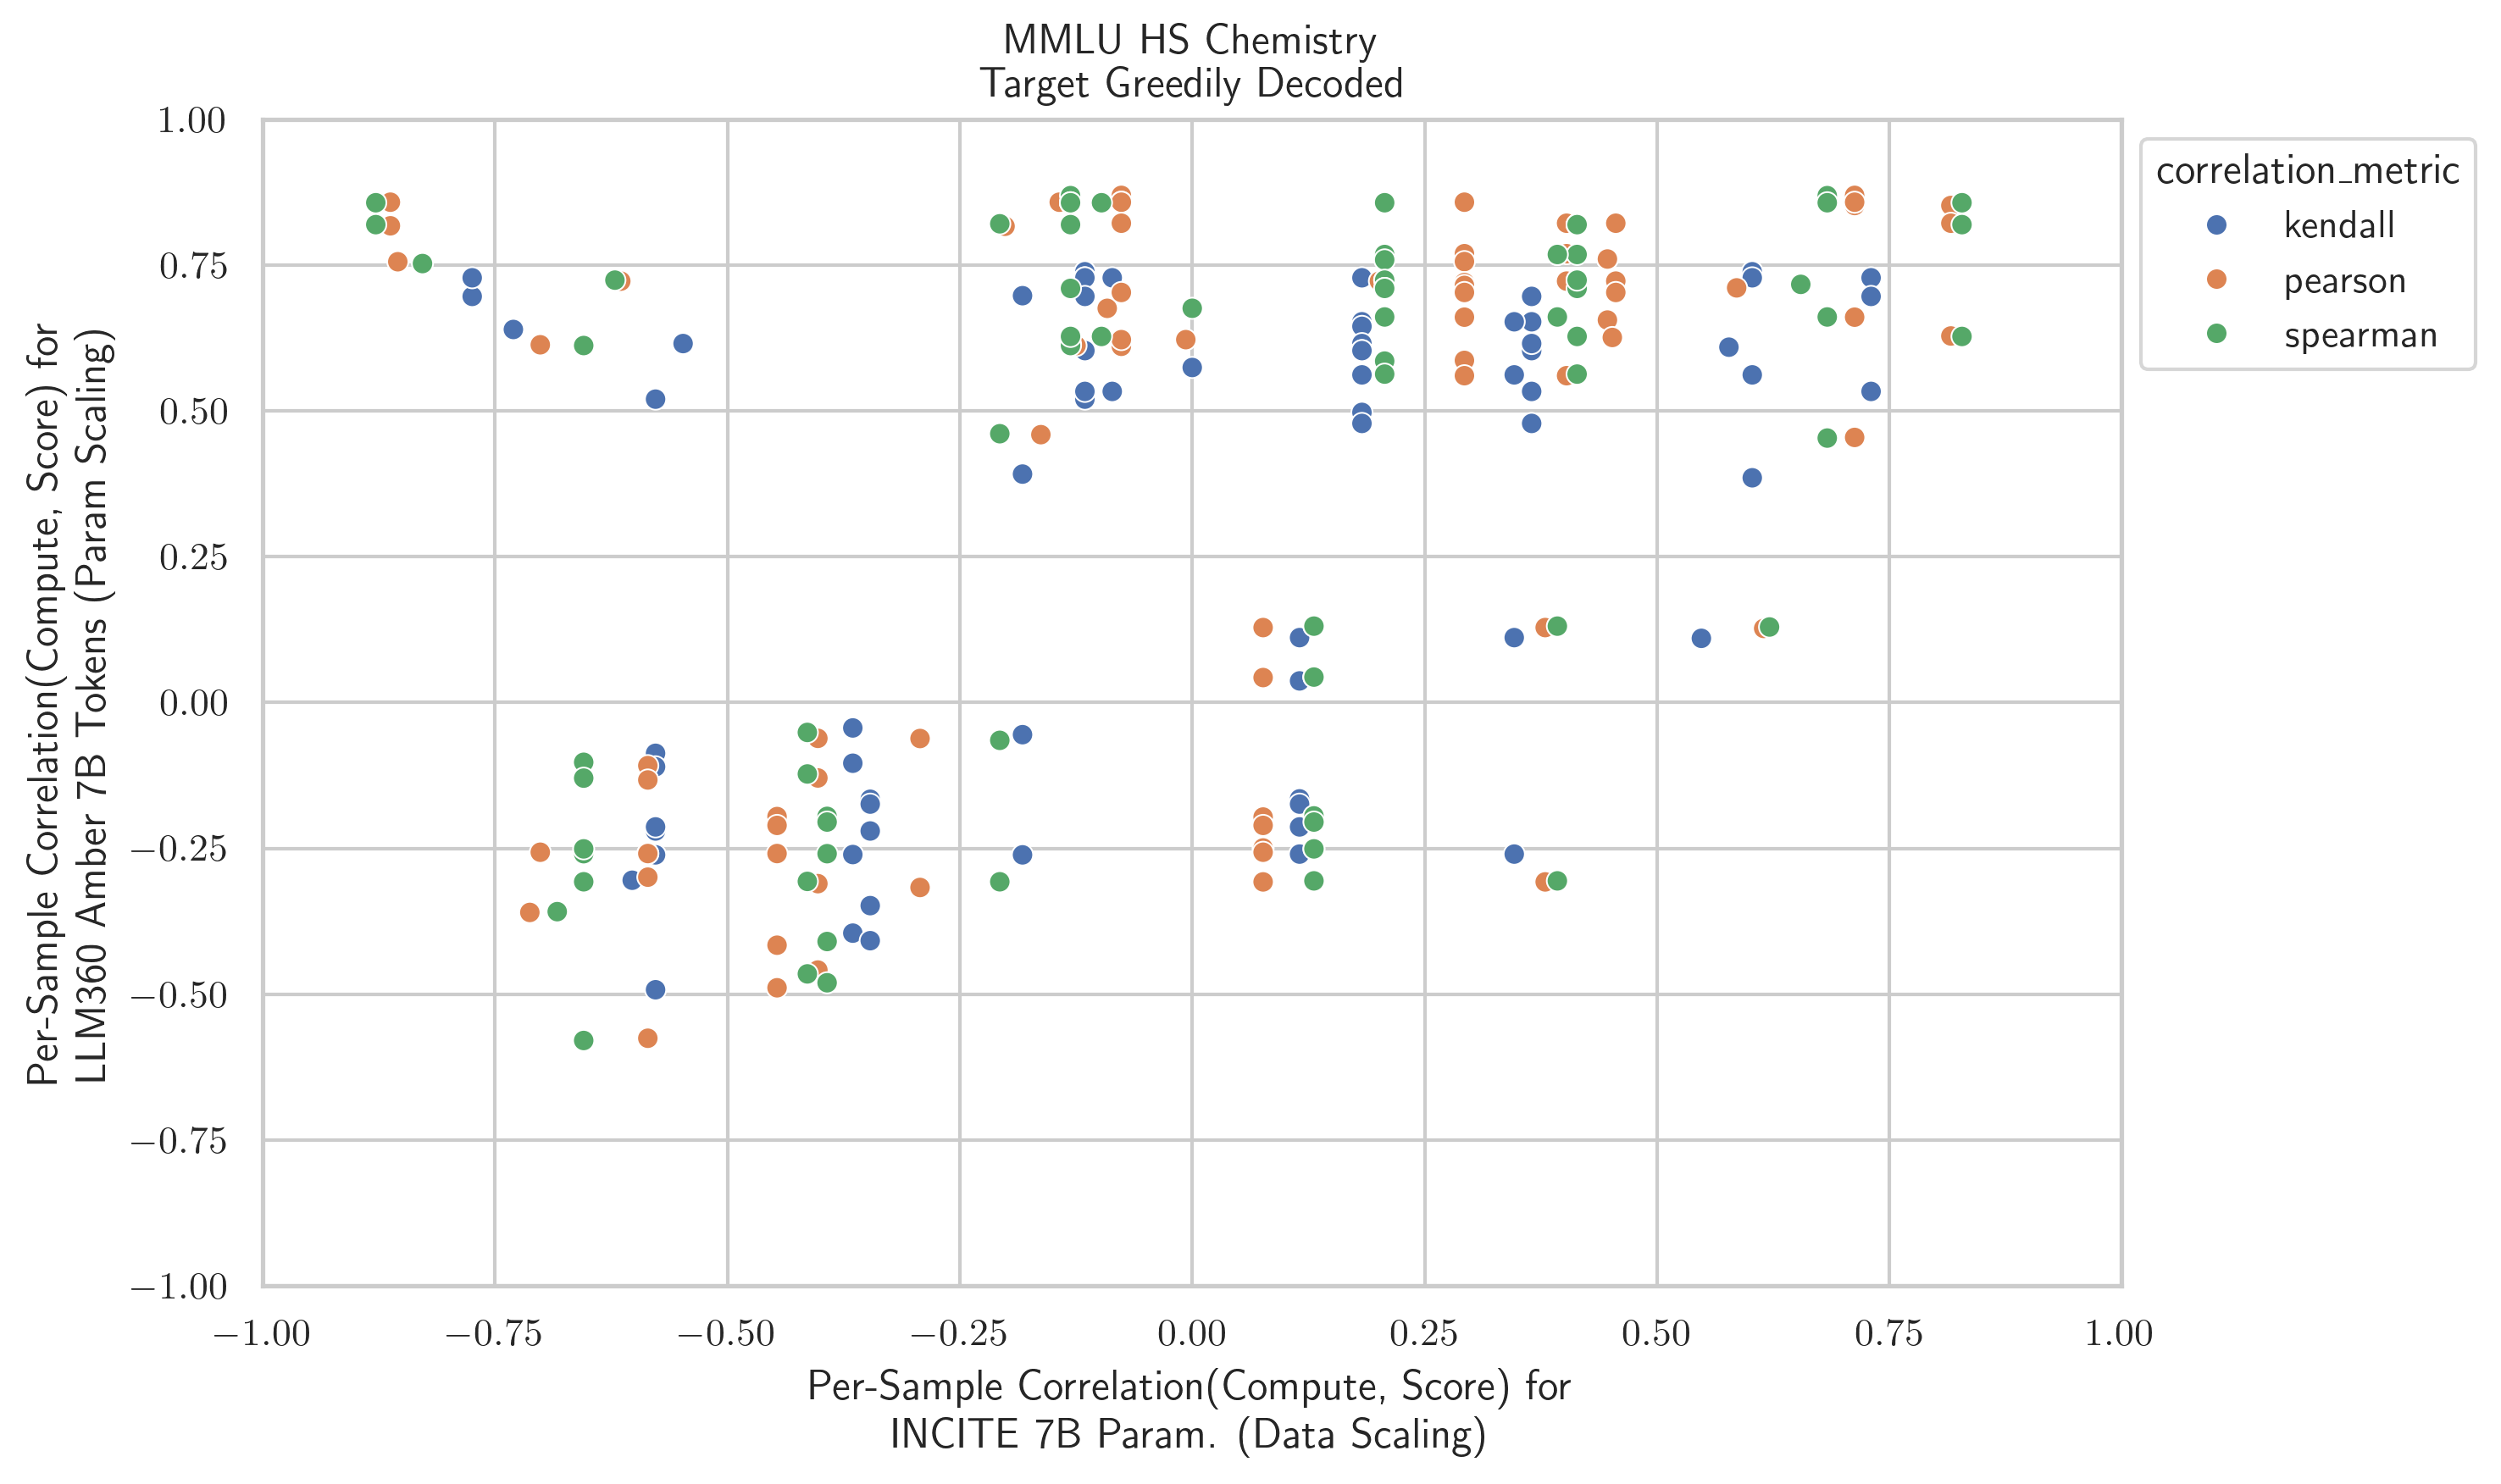 MMLU HS Chemistry
Target Greedily Decoded
Per-Sample Correlation(Compute, Score) for
LLM360 Amber 7B Tokens (Param Scaling)
1.00
0.75
0.50
0.25
0.00
−0.25
−0.50
−0.75
−1.00
correlation_metric
kendall
pearson
spearman
−1.00 −0.75 −0.50 −0.25 0.00 0.25 0.50 0.75 1.00
Per-Sample Correlation(Compute, Score) for
INCITE 7B Param. (Data Scaling)